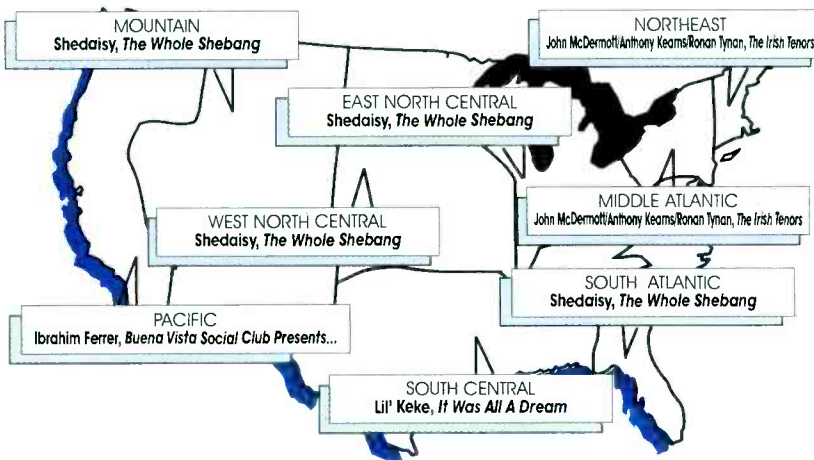 MOUNTAIN
Shedaisy, The Whole Shebang
NORTHEAST
John McDermott/Anthony Kearns/Ronan Tynan, The Irish Tenors
EAST NORTH CENTRAL
Shedaisy, The Whole Shebang
WEST NORTH CENTRAL
Shedaisy, The Whole Shebang
MIDDLE ATLANTIC
John McDermott/Anthony Kearns/Ronan Tynan, The Irish Tenors
SOUTH ATLANTIC
Shedaisy, The Whole Shebang
PACIFIC
Ibrahim Ferrer, Buena Vista Social Club Presents...
SOUTH CENTRAL
Lil' Keke, It Was All A Dream